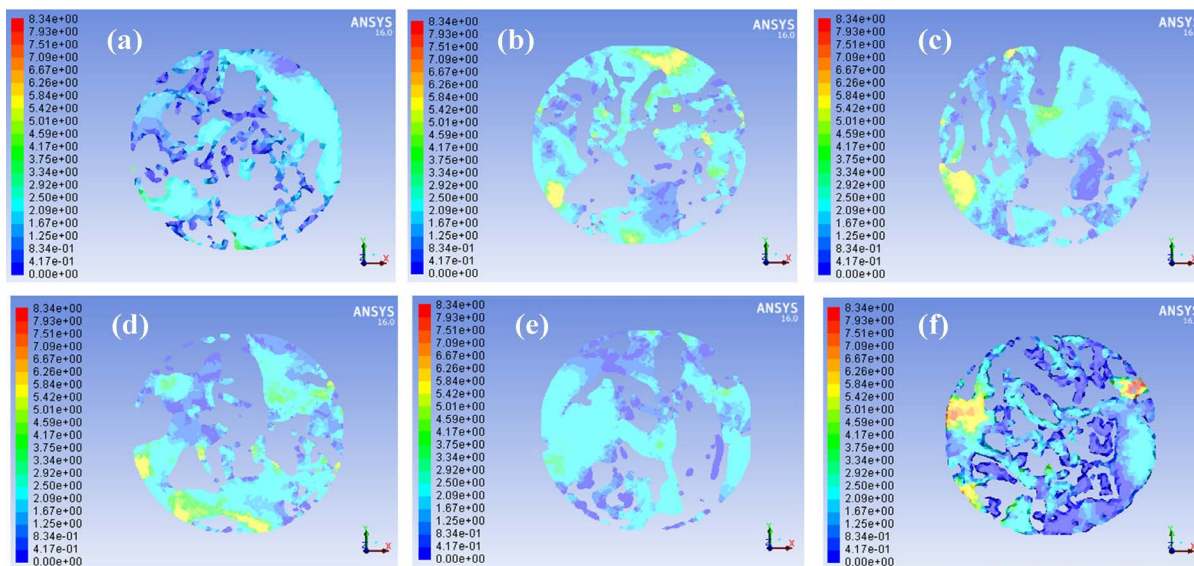 8.34e+00
7.93e+00
7.51e+00
7.09e+00
6.67e+00
6.26e+00
5.84e+00
5.42e+00
5.01e+00
4.59e+00
4.17e+00
3.75e+00
3.34e+00
2.92e+00
2.50e+00
2.09e+00
1.67e+00
1.25e+00
8.34e-01
4.17e-01
0.00e+00
(a)
ANSYS
16.0
Y
Z
X
8.34e+00
7.93e+00
7.51e+00
7.09e+00
6.67e+00
6.26e+00
5.84e+00
5.42e+00
5.01e+00
4.59e+00
4.17e+00
3.75e+00
3.34e+00
2.92e+00
2.50e+00
2.09e+00
1.67e+00
1.25e+00
8.34e-01
4.17e-01
0.00e+00
(b)
ANSYS
16.0
Y
Z
X
8.34e+00
7.93e+00
7.51e+00
7.09e+00
6.67e+00
6.26e+00
5.84e+00
5.42e+00
5.01e+00
4.59e+00
4.17e+00
3.75e+00
3.34e+00
2.92e+00
2.50e+00
2.09e+00
1.67e+00
1.25e+00
8.34e-01
4.17e-01
0.00e+00
(c)
ANSYS
16.0
Y
Z
X
8.34e+00
7.93e+00
7.51e+00
7.09e+00
6.67e+00
6.26e+00
5.84e+00
5.42e+00
5.01e+00
4.59e+00
4.17e+00
3.75e+00
3.34e+00
2.92e+00
2.50e+00
2.09e+00
1.67e+00
1.25e+00
8.34e-01
4.17e-01
0.00e+00
(d)
ANSYS
16.0
Y
Z
X
8.34e+00
7.93e+00
7.51e+00
7.09e+00
6.67e+00
6.26e+00
5.84e+00
5.42e+00
5.01e+00
4.59e+00
4.17e+00
3.75e+00
3.34e+00
2.92e+00
2.50e+00
2.09e+00
1.67e+00
1.25e+00
8.34e-01
4.17e-01
0.00e+00
(e)
ANSYS
16.0
Y
Z
X
8.34e+00
7.93e+00
7.51e+00
7.09e+00
6.67e+00
6.26e+00
5.84e+00
5.42e+00
5.01e+00
4.59e+00
4.17e+00
3.75e+00
3.34e+00
2.92e+00
2.50e+00
2.09e+00
1.67e+00
1.25e+00
8.34e-01
4.17e-01
0.00e+00
(f)
ANSYS
16.0
Y
Z
X